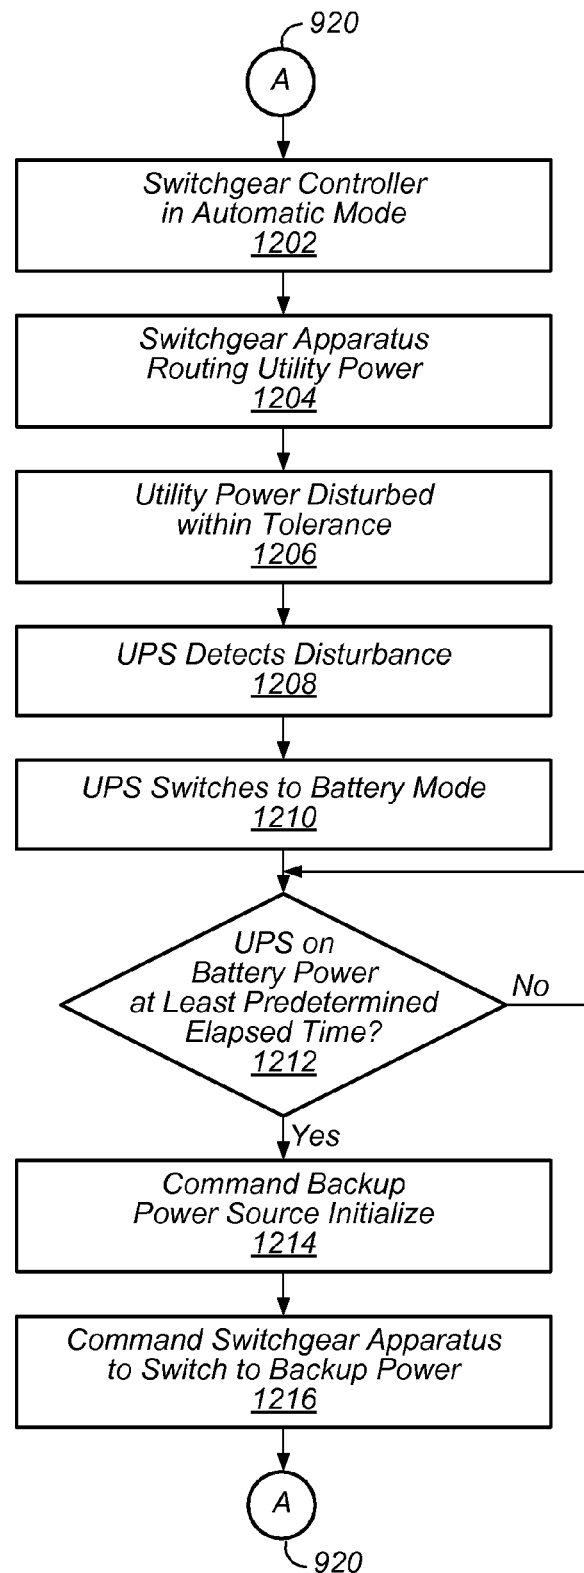 920
A
Switchgear Controller
in Automatic Mode
1202
Switchgear Apparatus
Routing Utility Power
1204
Utility Power Disturbed
within Tolerance
1206
UPS Detects Disturbance
1208
UPS Switches to Battery Mode
1210
UPS on
Battery Power
at Least Predetermined
Elapsed Time?
1212
No
Yes
Command Backup
Power Source Initialize
1214
Command Switchgear Apparatus
to Switch to Backup Power
1216
A
920